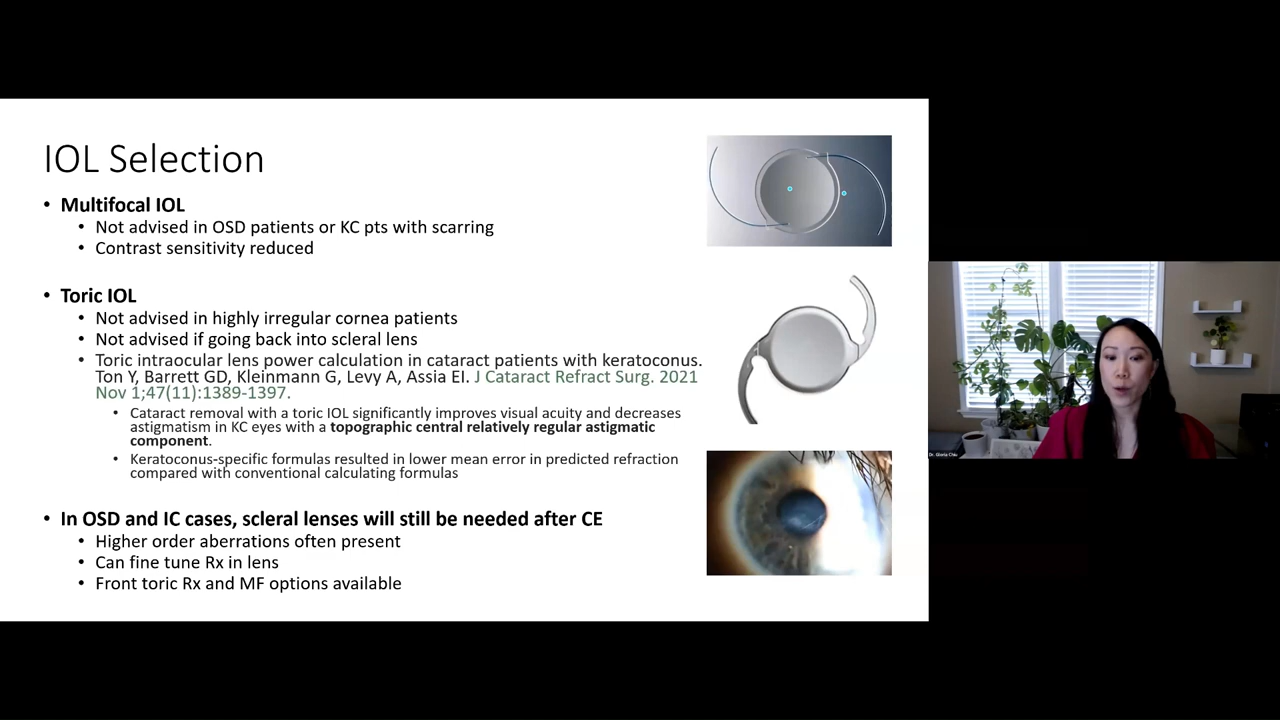 IOL Selection
• Multifocal IOL
• Not advised in OSD patients or KC pts with scarring
• Contrast sensitivity reduced
• Toric IOL
• Not advised in highly irregular cornea patients
• Not advised if going back into scleral lens
• Toric intraocular lens power calculation in cataract patients with keratoconus.
Ton Y, Barrett GD, Kleinmann G, Levy A, Assia EI. J Cataract Refract Surg. 2021
Nov 1;47(11):1389-1397.
• Cataract removal with a toric IOL significantly improves visual acuity and decreases
astigmatism in KC eyes with a topographic central relatively regular astigmatic
component.
• Keratoconus-specific formulas resulted in lower mean error in predicted refraction
compared with conventional calculating formulas
• In OSD and IC cases, scleral lenses will still be needed after CE
• Higher order aberrations often present
• Can fine tune Rx in lens
• Front toric Rx and MF options available
Dr. Gloria Chiu